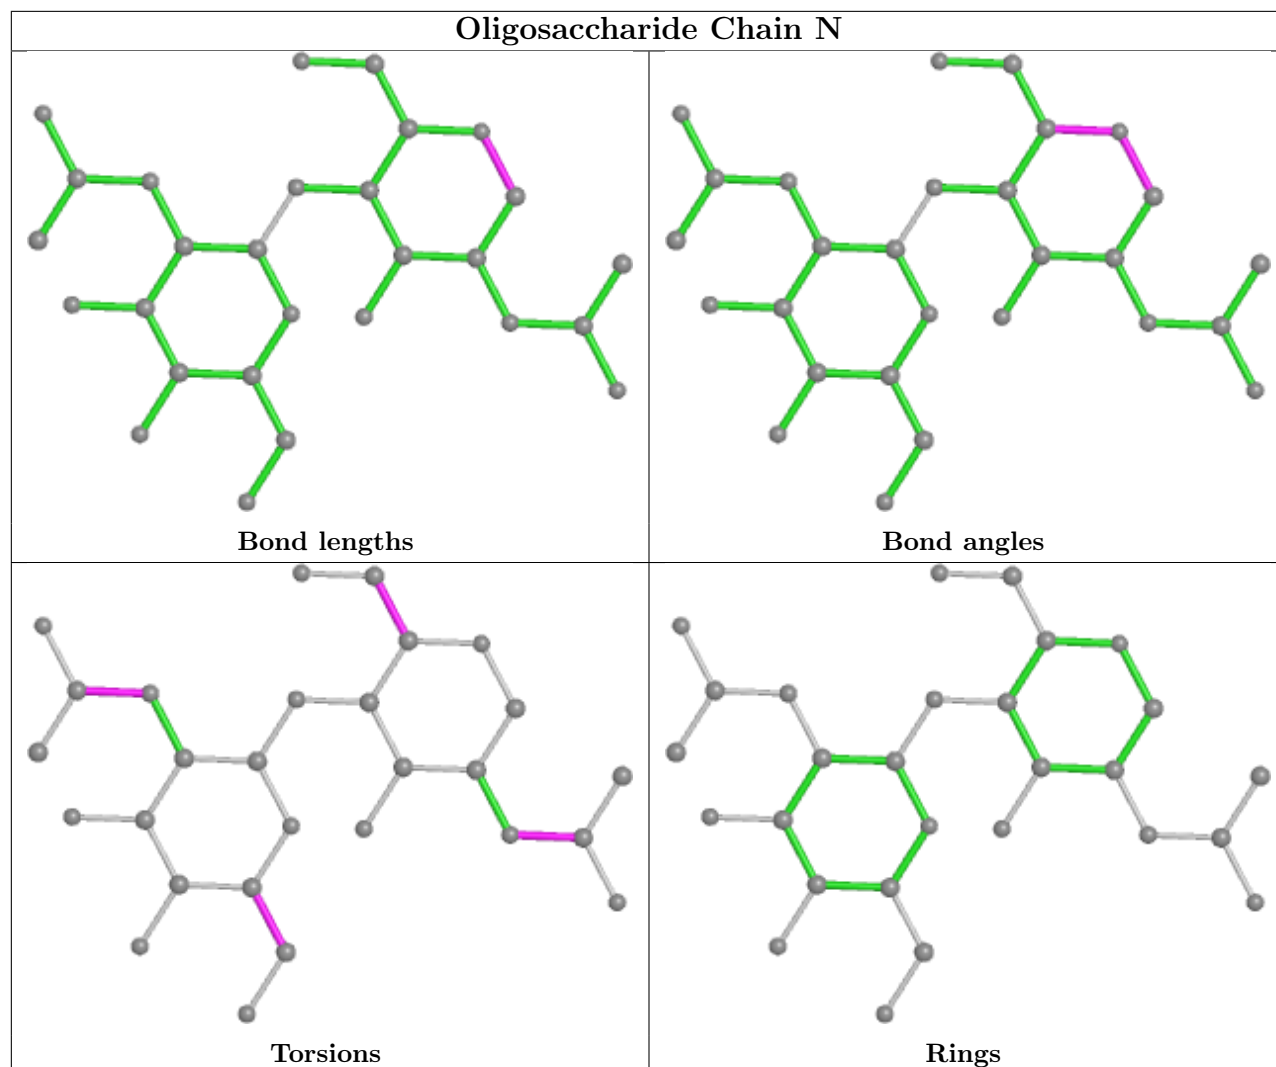 Oligosaccharide Chain N
Bond lengths
Bond angles
Torsions
Rings